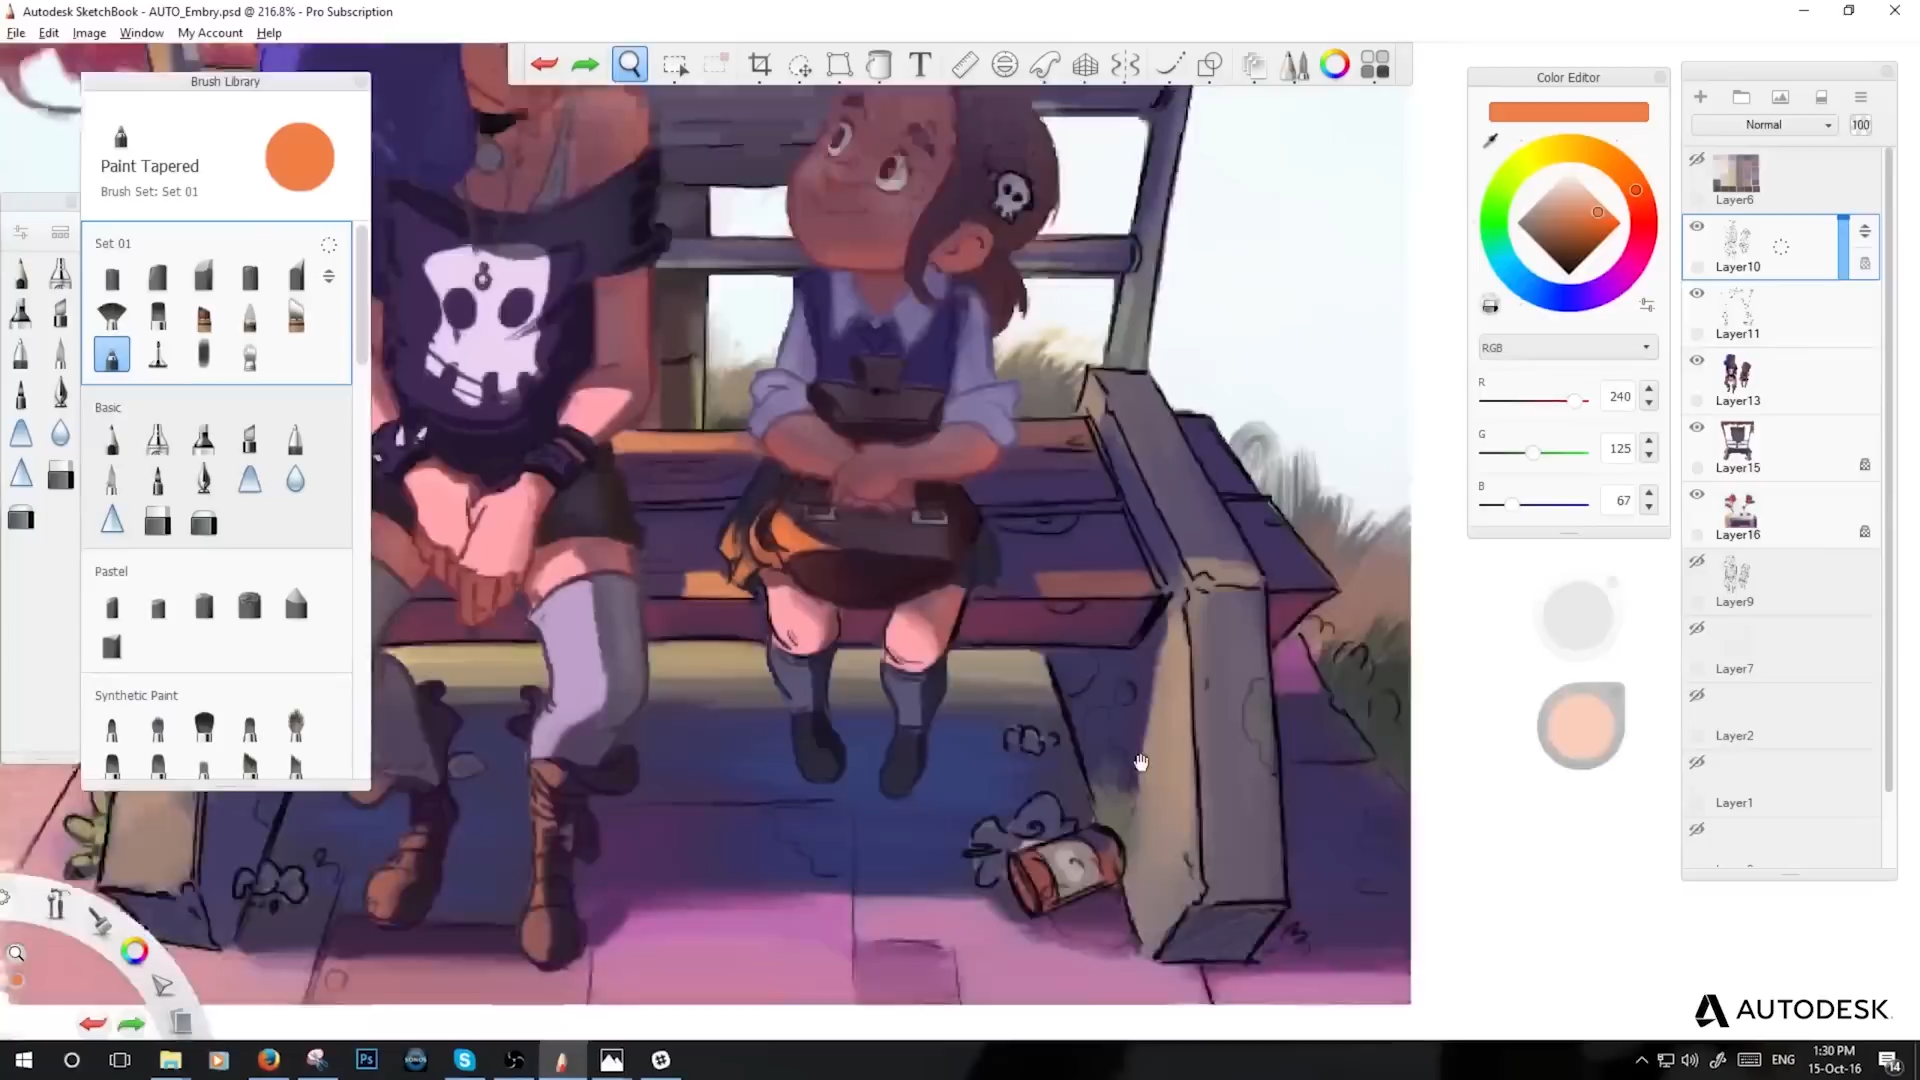 Autodesk SketchBook - AUTO_Embry.psd @ 216.8% - Pro Subscription
File Edit Image Window My Account Help
Brush Library
Paint Tapered
Brush Set: Set 01
Set 01
Basic
Pastel
Synthetic Paint
T
Color Editor
RGB
R
240
G
125
B
67
Normal
100
Layer6
Layer10
Layer11
Layer13
Layer15
Layer16
Layer9
Layer7
Layer2
Layer1
AUTODESK
Ps
ENG
1:30 PM
15-Oct-16
14